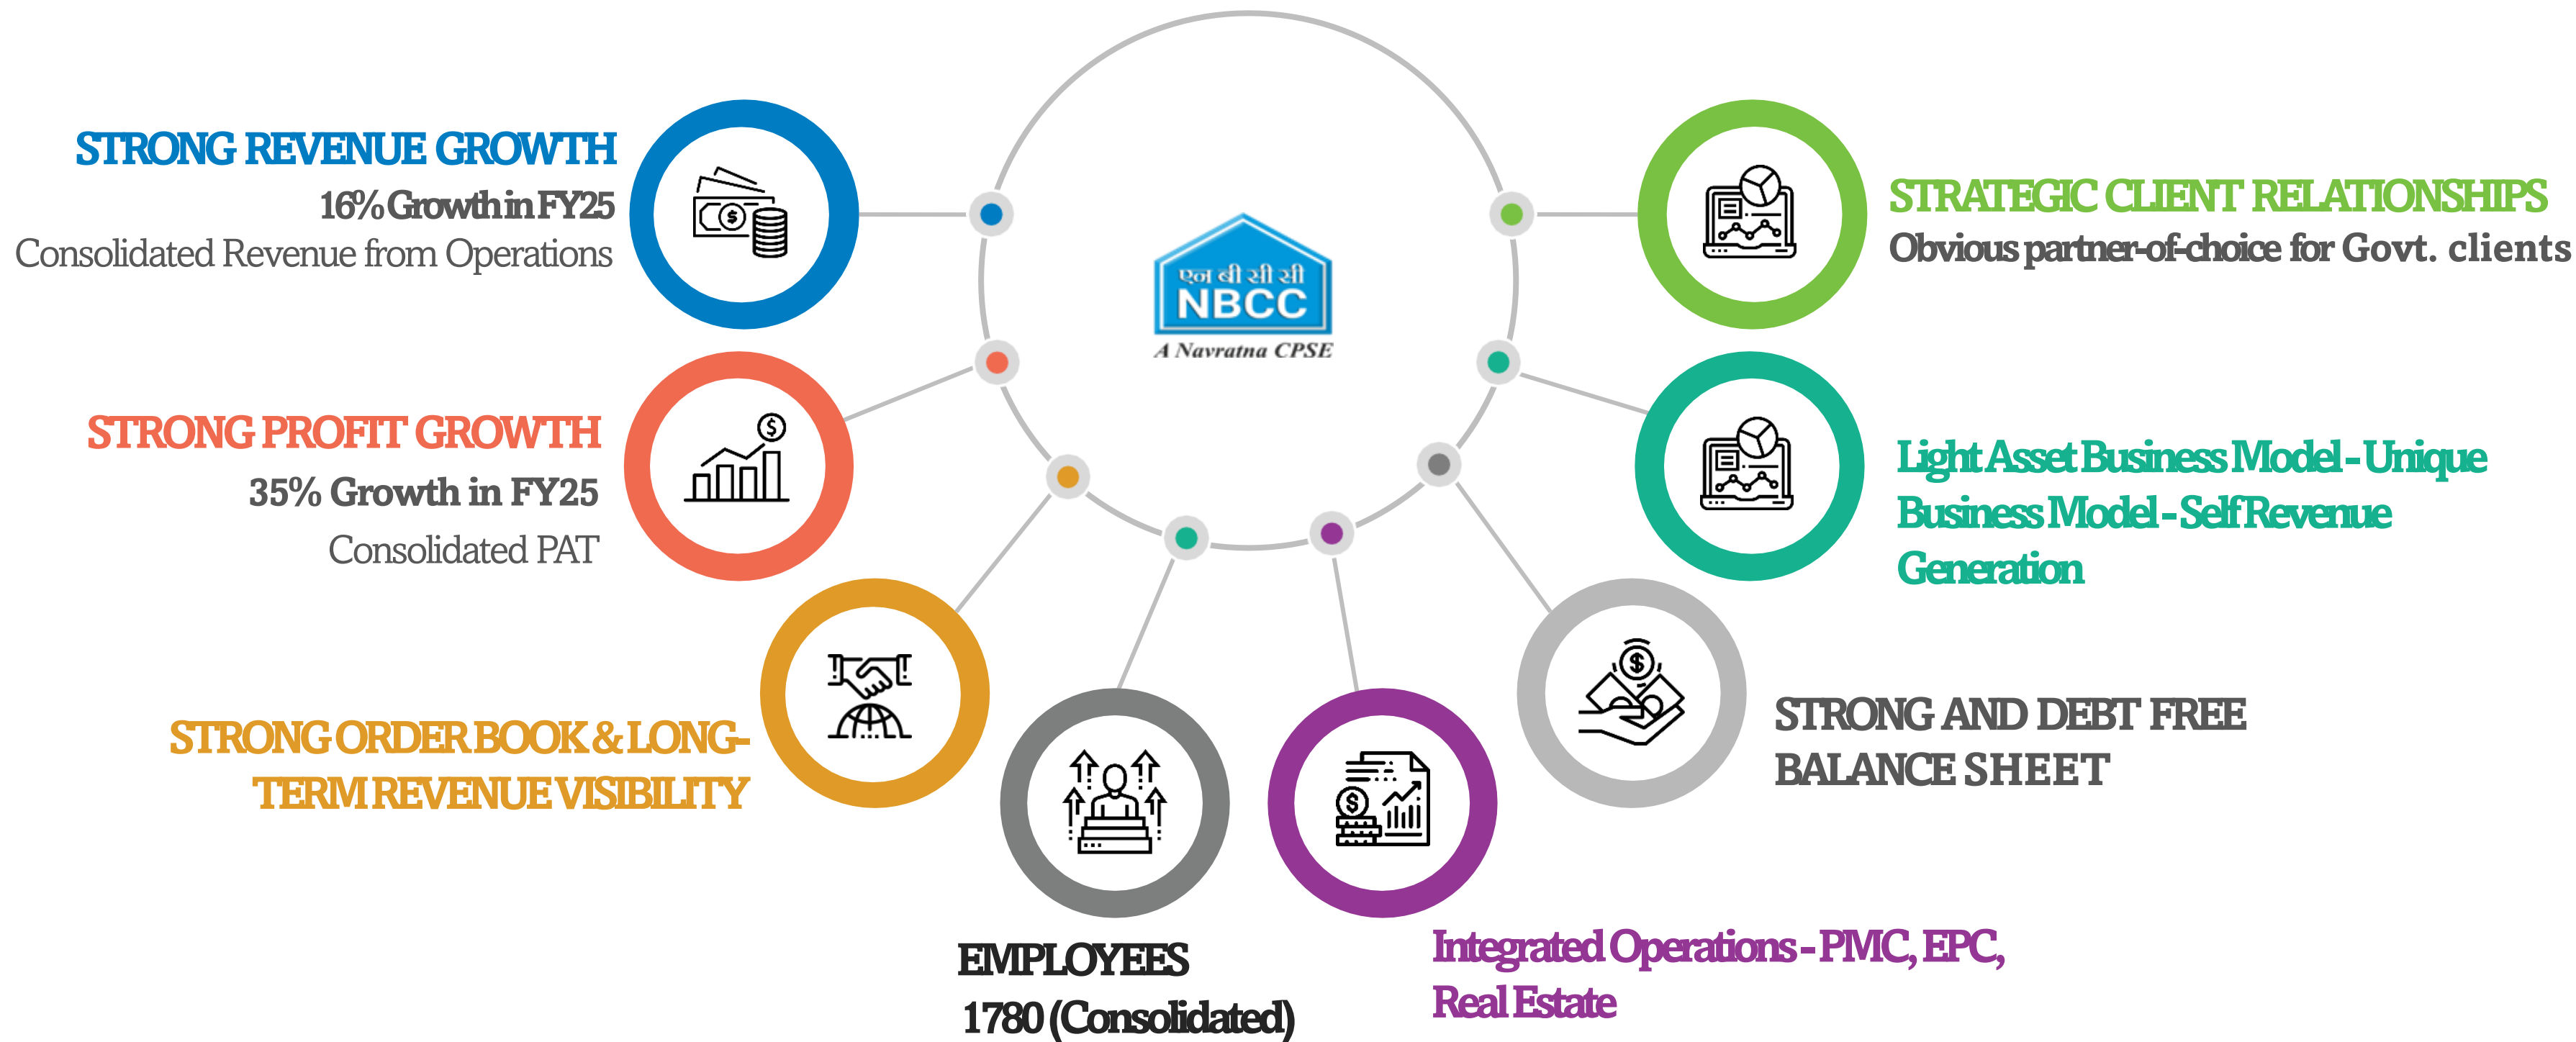 STRONG REVENUE GROWTH
16% Growth in FY25
Consolidated Revenue from Operations
STRONG PROFIT GROWTH
35% Growth in FY25
Consolidated PAT
STRONG ORDER BOOK & LONG-
TERM REVENUE VISIBILITY
EMPLOYEES
1780 (Consolidated)
एन बी सी सी
NBCC
A Navratna CPSE
Integrated Operations - PMC, EPC,
Real Estate
STRONG AND DEBT FREE
BALANCE SHEET
Light Asset Business Model - Unique
Business Model - Self Revenue
Generation
STRATEGIC CLIENT RELATIONSHIPS
Obvious partner-of-choice for Govt. clients